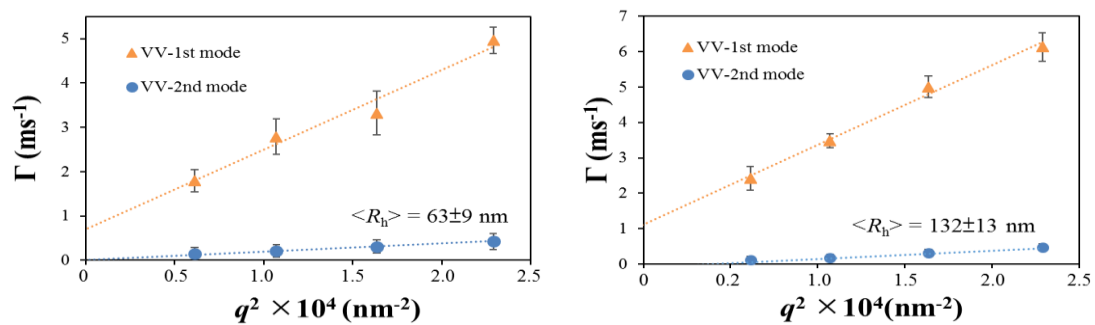 5
4
3
2
1
0
Γ (ms⁻¹)
VV-1st mode
VV-2nd mode
<Rₕ> = 63±9 nm
0 0.5 1.0 1.5 2.0 2.5
q² ×10⁴ (nm⁻²)
7
6
5
4
3
2
1
0
Γ (ms⁻¹)
VV-1st mode
VV-2nd mode
<Rₕ> = 132±13 nm
0. 0.2 1.0 1.5 2.0 2.5
q² ×10⁴(nm⁻²)